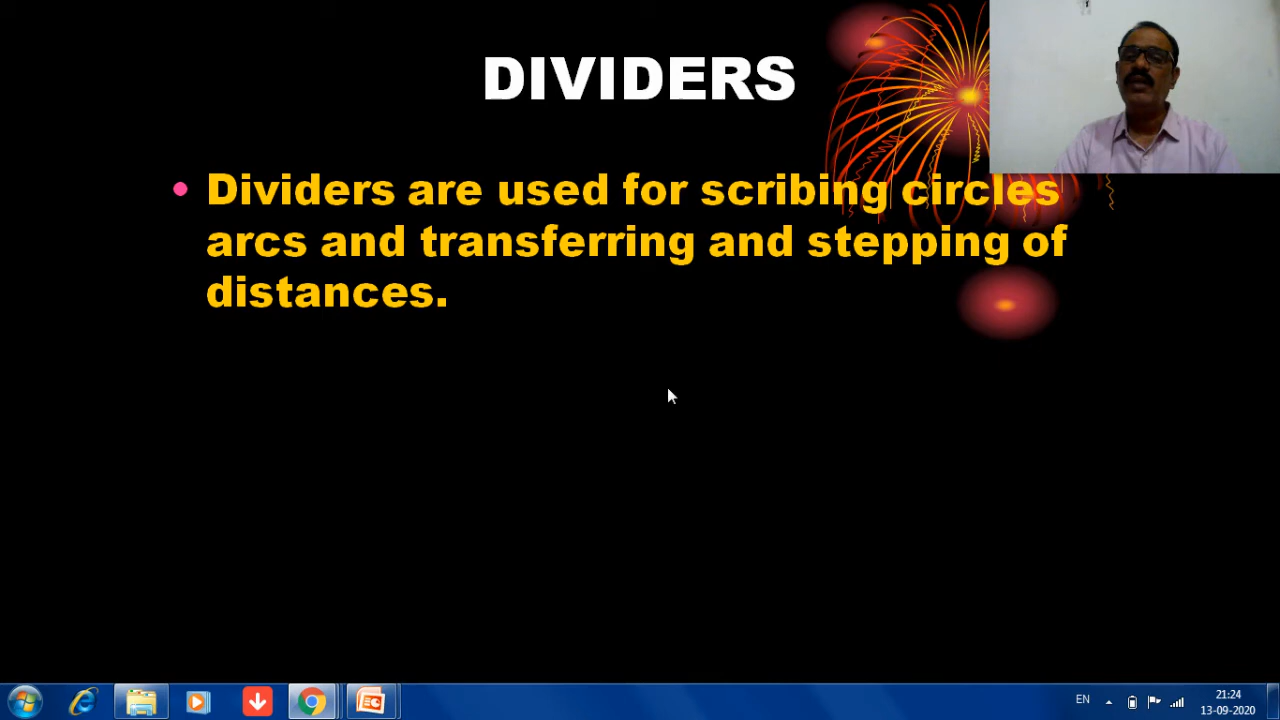 DIVIDERS
• Dividers are used for scribing circles
arcs and transferring and stepping of
distances.
EN
21:24
13-09-2020